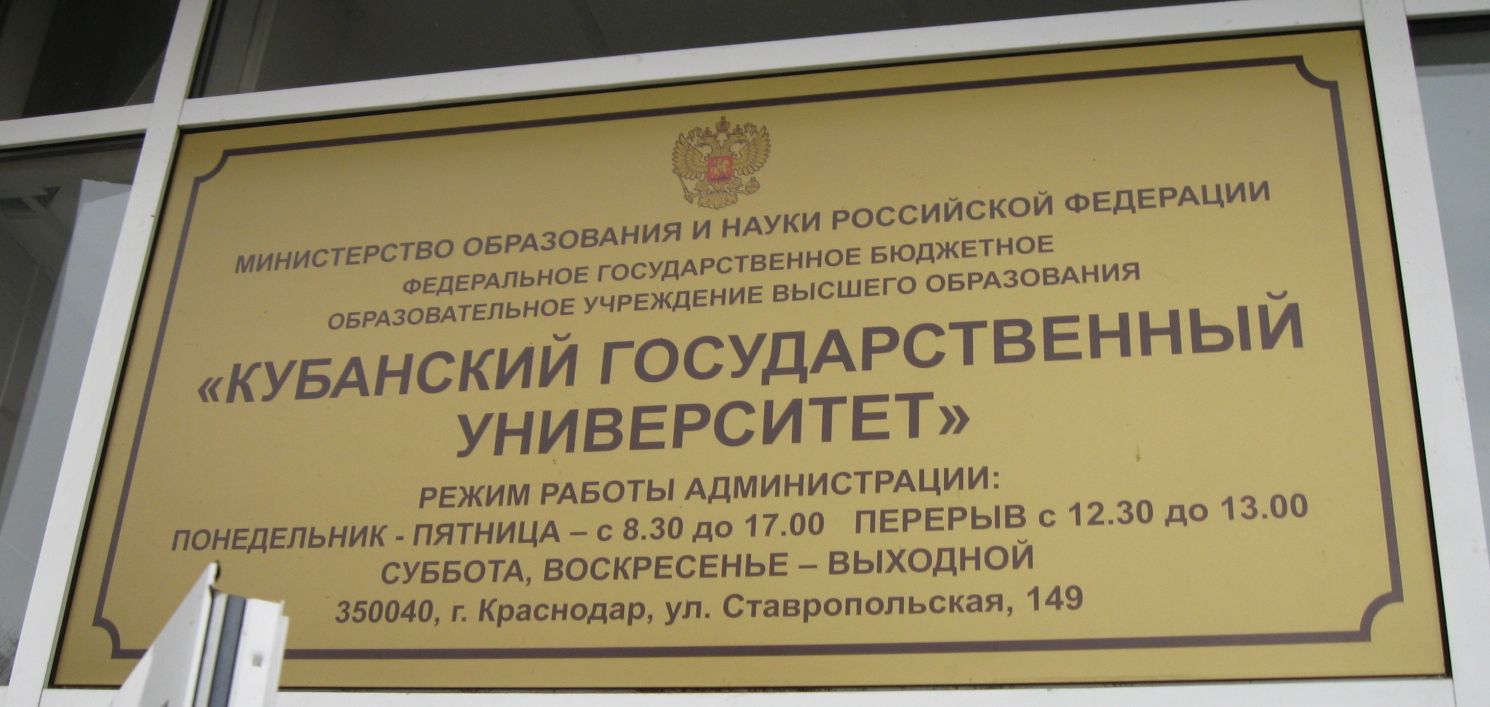 МИНИСТЕРСТВО ОБРАЗОВАНИЯ И НАУКИ РОССИЙСКОЙ ФЕДЕРАЦИИ
ФЕДЕРАЛЬНОЕ ГОСУДАРСТВЕННОЕ БЮДЖЕТНОЕ
ОБРАЗОВАТЕЛЬНОЕ УЧРЕЖДЕНИЕ ВЫСШЕГО ОБРАЗОВАНИЯ
«КУБАНСКИЙ ГОСУДАРСТВЕННЫЙ
УНИВЕРСИТЕТ»
РЕЖИМ РАБОТЫ АДМИНИСТРАЦИИ:
ПОНЕДЕЛЬНИК - ПЯТНИЦА – с 8.30 до 17.00 ПЕРЕРЫВ с 12.30 до 13.00
СУББОТА, ВОСКРЕСЕНЬЕ – ВЫХОДНОЙ
350040, г. Краснодар, ул. Ставропольская, 149